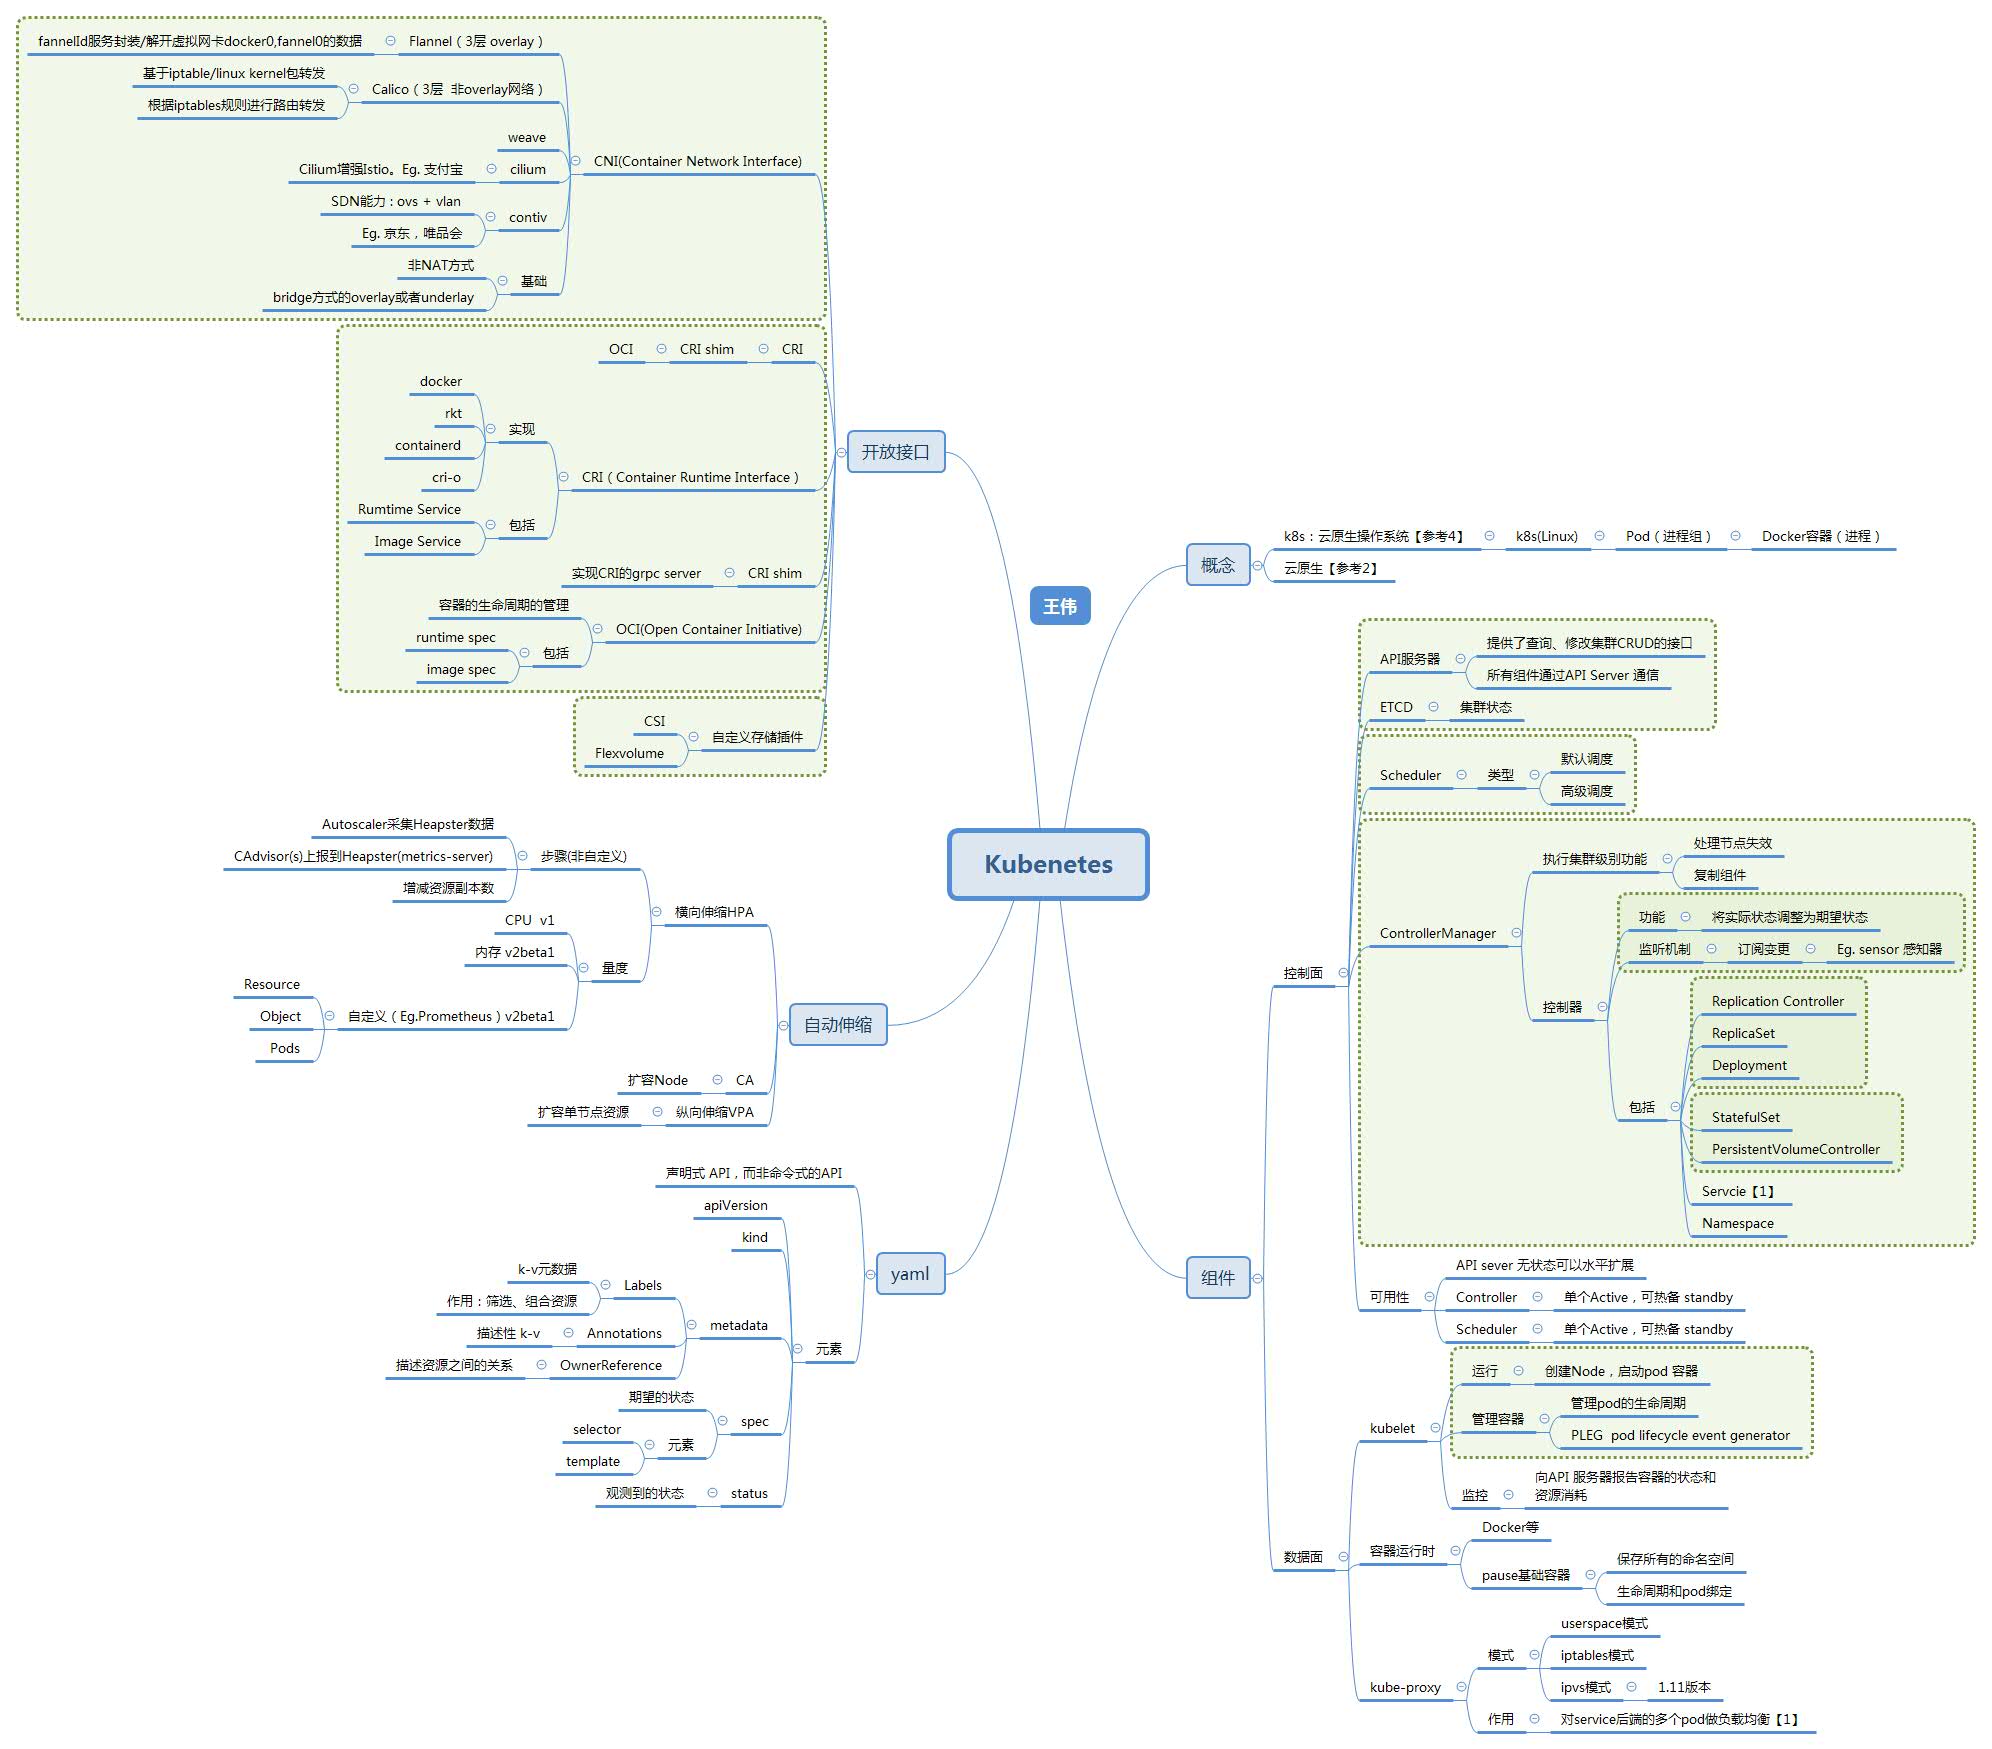 Kubenetes
王伟
开放接口
CNI(Container Network Interface)
Flannel（3层 overlay）
fannelId服务封装/解开虚拟网卡docker0,fannel0的数据
Calico（3层 非overlay网络）
基于iptable/linux kernel包转发
根据iptables规则进行路由转发
weave
cilium
Cilium增强Istio。Eg. 支付宝
contiv
SDN能力：ovs + vlan
Eg. 京东，唯品会
基础
非NAT方式
bridge方式的overlay或者underlay
CRI
CRI shim
OCI
CRI（Container Runtime Interface）
实现
docker
rkt
containerd
cri-o
包括
Rumtime Service
Image Service
CRI shim
实现CRI的grpc server
OCI(Open Container Initiative)
容器的生命周期的管理
包括
runtime spec
image spec
自定义存储插件
CSI
Flexvolume
自动伸缩
横向伸缩HPA
步骤(非自定义)
Autoscaler采集Heapster数据
CAdvisor(s)上报到Heapster(metrics-server)
增减资源副本数
量度
CPU v1
内存 v2beta1
自定义（Eg.Prometheus）v2beta1
Resource
Object
Pods
CA
扩容Node
纵向伸缩VPA
扩容单节点资源
yaml
声明式 API，而非命令式的API
元素
apiVersion
kind
metadata
Labels
k-v元数据
作用：筛选、组合资源
Annotations
描述性 k-v
OwnerReference
描述资源之间的关系
spec
期望的状态
元素
selector
template
status
观测到的状态
概念
k8s：云原生操作系统【参考4】
k8s(Linux)
Pod（进程组）
Docker容器（进程）
云原生【参考2】
组件
控制面
API服务器
提供了查询、修改集群CRUD的接口
所有组件通过API Server 通信
ETCD
集群状态
Scheduler
类型
默认调度
高级调度
ControllerManager
执行集群级别功能
处理节点失效
复制组件
控制器
功能
将实际状态调整为期望状态
监听机制
订阅变更
Eg. sensor 感知器
包括
Replication Controller
ReplicaSet
Deployment
StatefulSet
PersistentVolumeController
Servcie【1】
Namespace
可用性
API sever 无状态可以水平扩展
Controller
单个Active，可热备 standby
Scheduler
单个Active，可热备 standby
数据面
kubelet
运行
创建Node，启动pod 容器
管理容器
管理pod的生命周期
PLEG pod lifecycle event generator
监控
向API 服务器报告容器的状态和
资源消耗
容器运行时
Docker等
pause基础容器
保存所有的命名空间
生命周期和pod绑定
kube-proxy
模式
userspace模式
iptables模式
ipvs模式
1.11版本
作用
对service后端的多个pod做负载均衡【1】